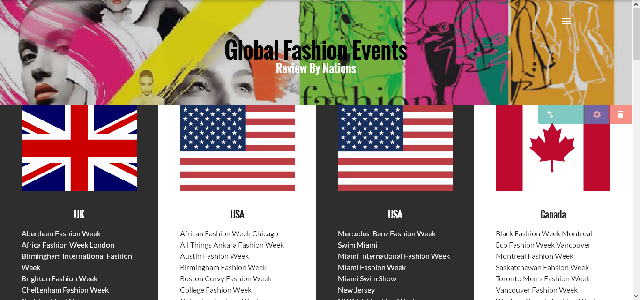 Global Fashion Events
Review By Nations
fashion
UK
Aberdeen Fashion Week
Africa Fashion Week London
Birmingham International Fashion
Week
Brighton Fashion Week
Cheltenham Fashion Week
USA
African Fashion Week Chicago
All Things Ankara Fashion Week
Austin Fashion Week
Birmingham Fashion Week
Boston Curvy Fashion Week
College Fashion Week
USA
Mercedes-Benz Fashion Week
Swim Miami
Miami International Fashion Week
Miami Fashion Week
Miami Swim Show
New Jersey
Canada
Black Fashion Week Montreal
Eco Fashion Week Vancouver
Montreal Fashion Week
Saskatchewan Fahsion Week
Toronto Men's Fashion Week
Vancouver Fashion Week